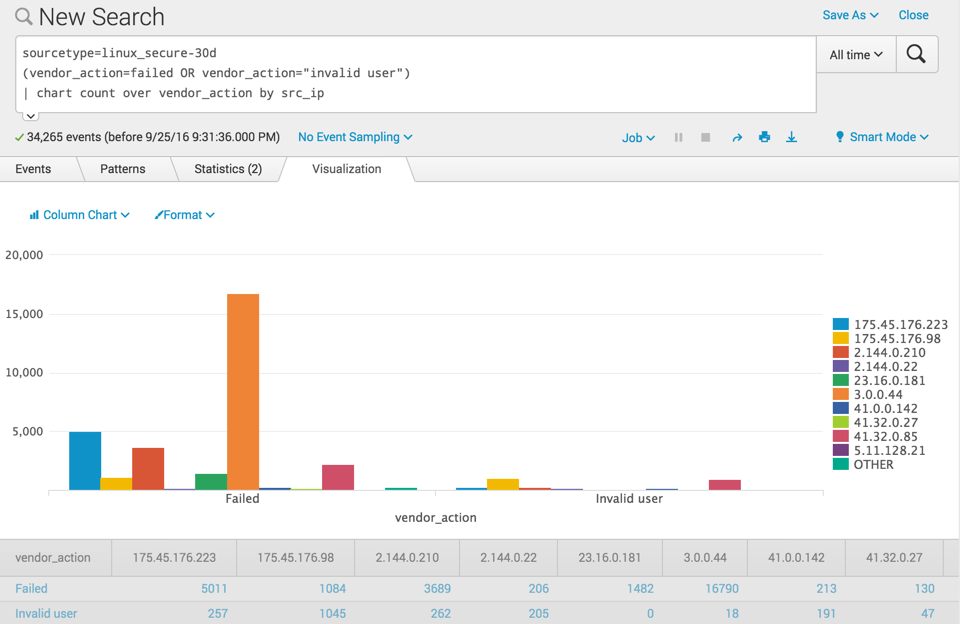 New Search
Save As Close
sourcetype=linux_secure-30d
(vendor_action=failed OR vendor_action="invalid user")
| chart count over vendor_action by src_ip
All time
34,265 events (before 9/25/16 9:31:36.000 PM) No Event Sampling Job Smart Mode
Events Patterns Statistics (2) Visualization
Column Chart Format
20,000
15,000
10,000
5,000
175.45.176.223
175.45.176.98
2.144.0.210
2.144.0.22
23.16.0.181
3.0.0.44
41.0.0.142
41.32.0.27
41.32.0.85
5.11.128.21
OTHER
Failed Invalid user
vendor_action
vendor_action 175.45.176.223 175.45.176.98 2.144.0.210 2.144.0.22 23.16.0.181 3.0.0.44 41.0.0.142 41.32.0.27
Failed 5011 1084 3689 206 1482 16790 213 130
Invalid user 257 1045 262 205 0 18 191 47